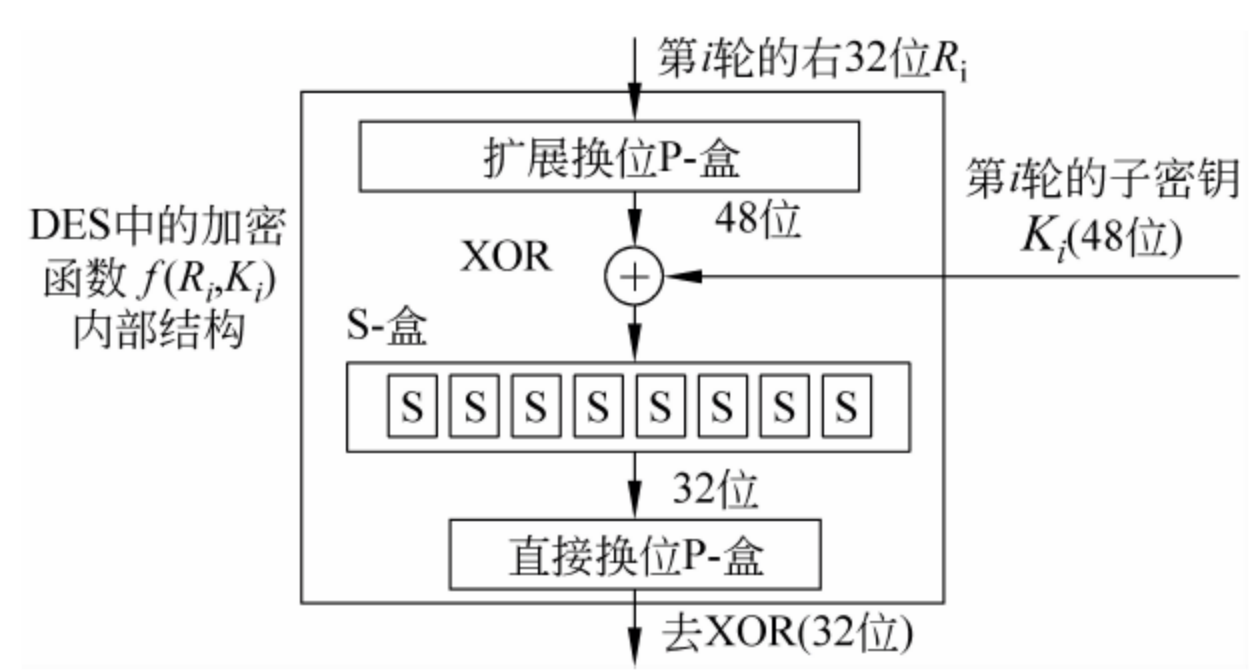 第i轮的右32位Ri
扩展换位P-盒
48位
第i轮的子密钥
Ki(48位)
DES中的加密
函数 f(Ri,Ki)
内部结构
XOR
+
S-盒
S S S S S S S S
32位
直接换位P-盒
去XOR(32位)